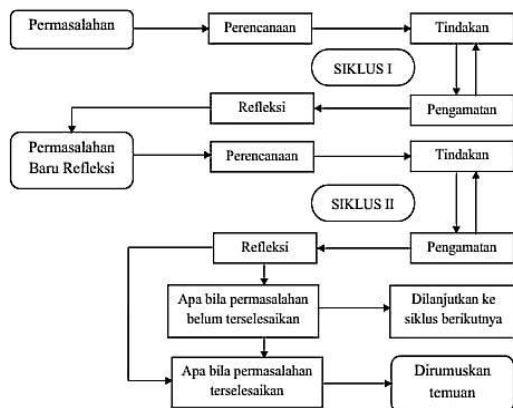 Permasalahan
Perencanaan
Tindakan
SIKLUS I
Refleksi
Pengamatan
Permasalahan
Baru Refleksi
Perencanaan
Tindakan
SIKLUS II
Refleksi
Pengamatan
Apa bila permasalahan
belum terselesaikan
Dilanjutkan ke
siklus berikutnya
Apa bila permasalahan
terselesaikan
Dirumuskan
temuan